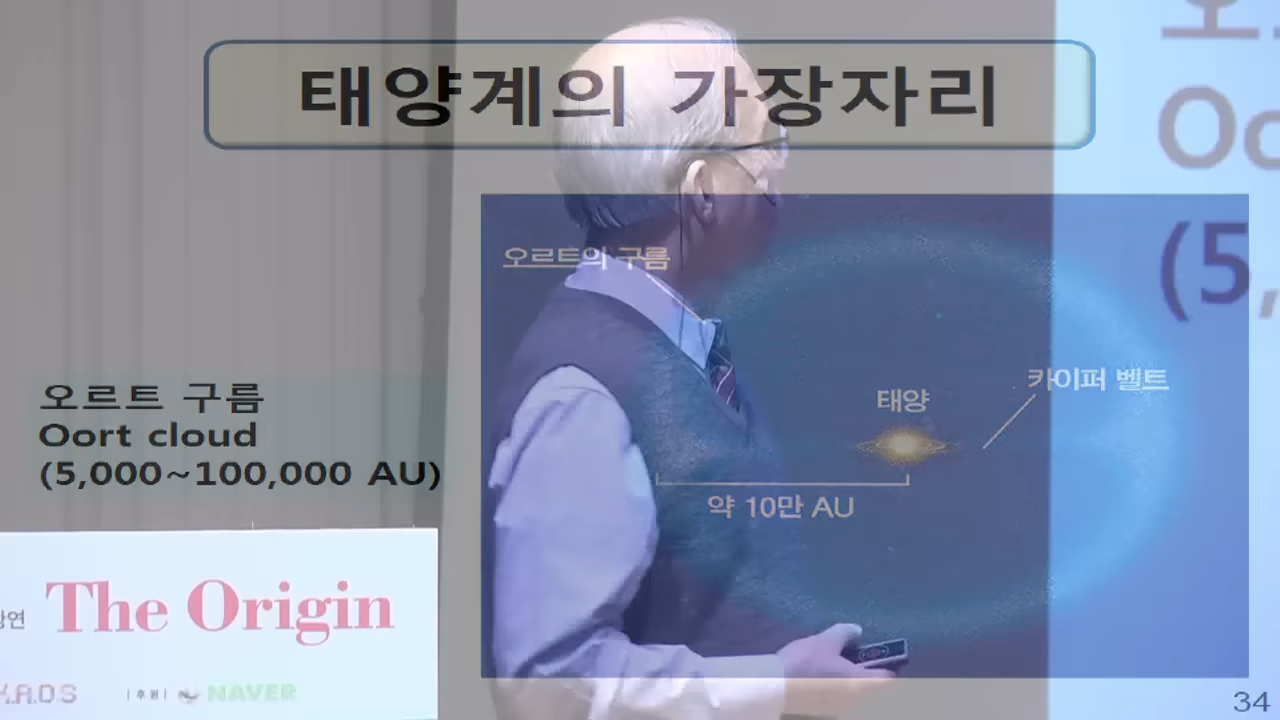 태양계의 가장자리
오르트의 구름
카이퍼 벨트
태양
약 10만 AU
오르트 구름
Oort cloud
(5,000~100,000 AU)
The Origin
K.A.O.S
| 후원 |
NAVER
34